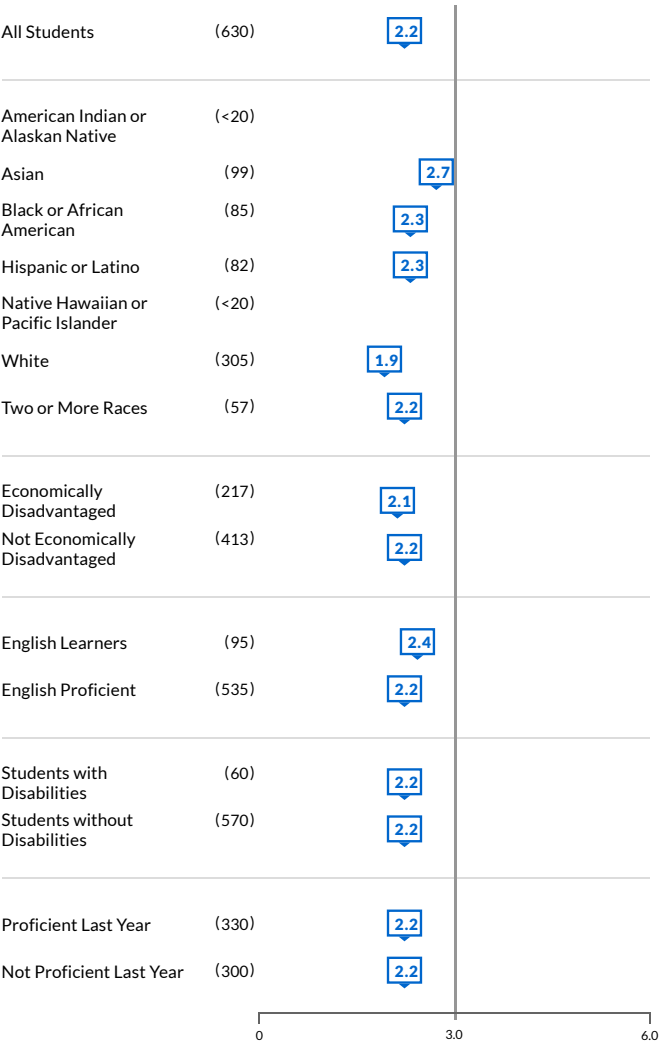 All Students (630) 2.2
American Indian or (<20)
Alaskan Native
Asian (99) 2.7
Black or African (85) 2.3
American
Hispanic or Latino (82) 2.3
Native Hawaiian or (<20)
Pacific Islander
White (305) 1.9
Two or More Races (57) 2.2
Economically (217) 2.1
Disadvantaged
Not Economically (413) 2.2
Disadvantaged
English Learners (95) 2.4
English Proficient (535) 2.2
Students with (60) 2.2
Disabilities
Students without (570) 2.2
Disabilities
Proficient Last Year (330) 2.2
Not Proficient Last Year (300) 2.2
0 3.0 6.0